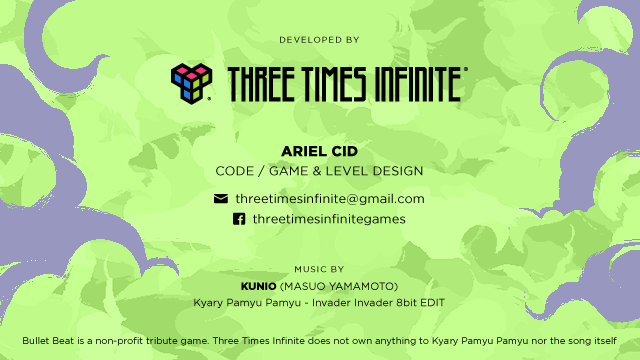 DEVELOPED BY
THREE TIMES INFINITE®
ARIEL CID
CODE / GAME & LEVEL DESIGN
threetimesinfinite@gmail.com
threetimesinfinitegames
MUSIC BY
KUNIO (MASUO YAMAMOTO)
Kyary Pamyu Pamyu - Invader Invader 8bit EDIT
Bullet Beat is a non-profit tribute game. Three Times Infinite does not own anything to Kyary Pamyu Pamyu nor the song itself